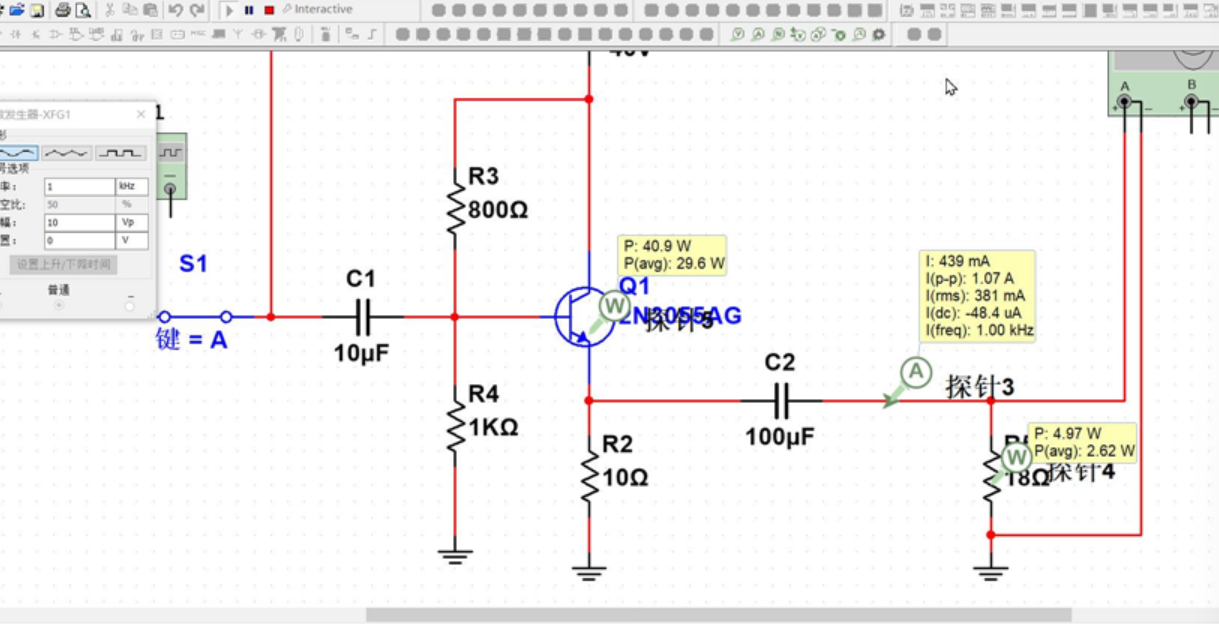 Interactive
发生器-XFG1
1
形
号选项
率: 1 kHz
空比: 50 %
幅: 10 Vp
置: 0 V
设置上升/下降时间
普通
S1
键 = A
C1
10µF
R3
800Ω
R4
1KΩ
P: 40.9 W
P(avg): 29.6 W
Q1
2N3055AG
探针5
W
R2
10Ω
C2
100µF
I: 439 mA
I(p-p): 1.07 A
I(rms): 381 mA
I(dc): -48.4 uA
I(freq): 1.00 kHz
A
探针3
P: 4.97 W
P(avg): 2.62 W
W
18Ω
探针4
A
B